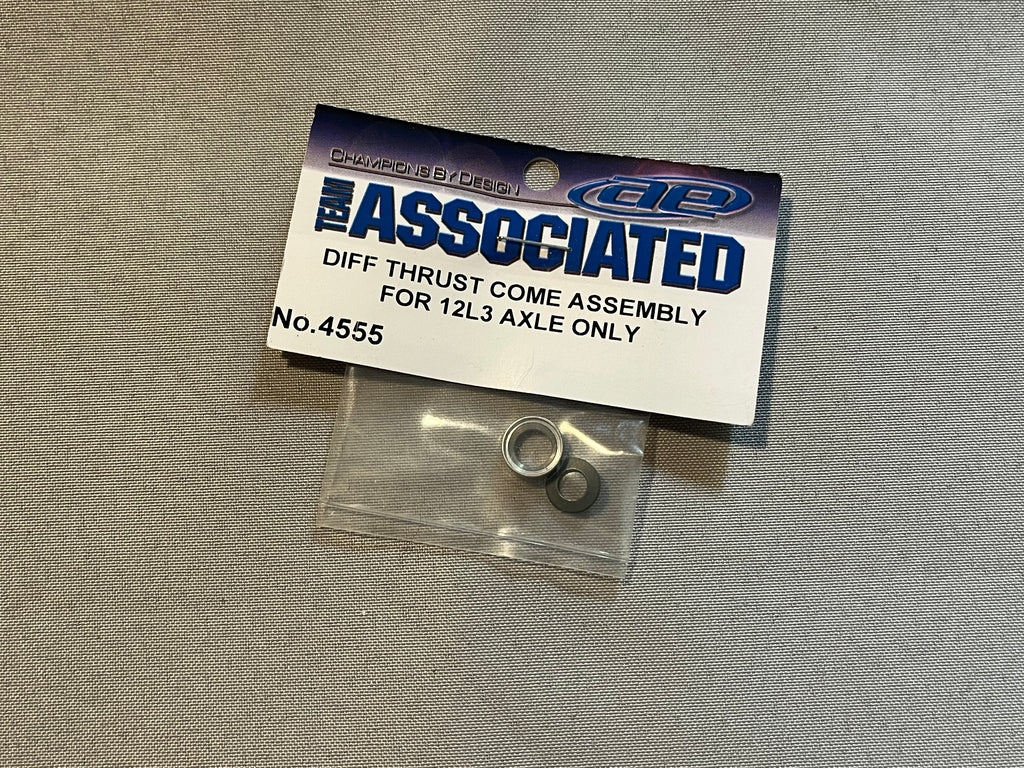 CHAMPIONS BY DESIGN
ae
TEAM ASSOCIATED
DIFF THRUST COME ASSEMBLY
FOR 12L3 AXLE ONLY
No.4555